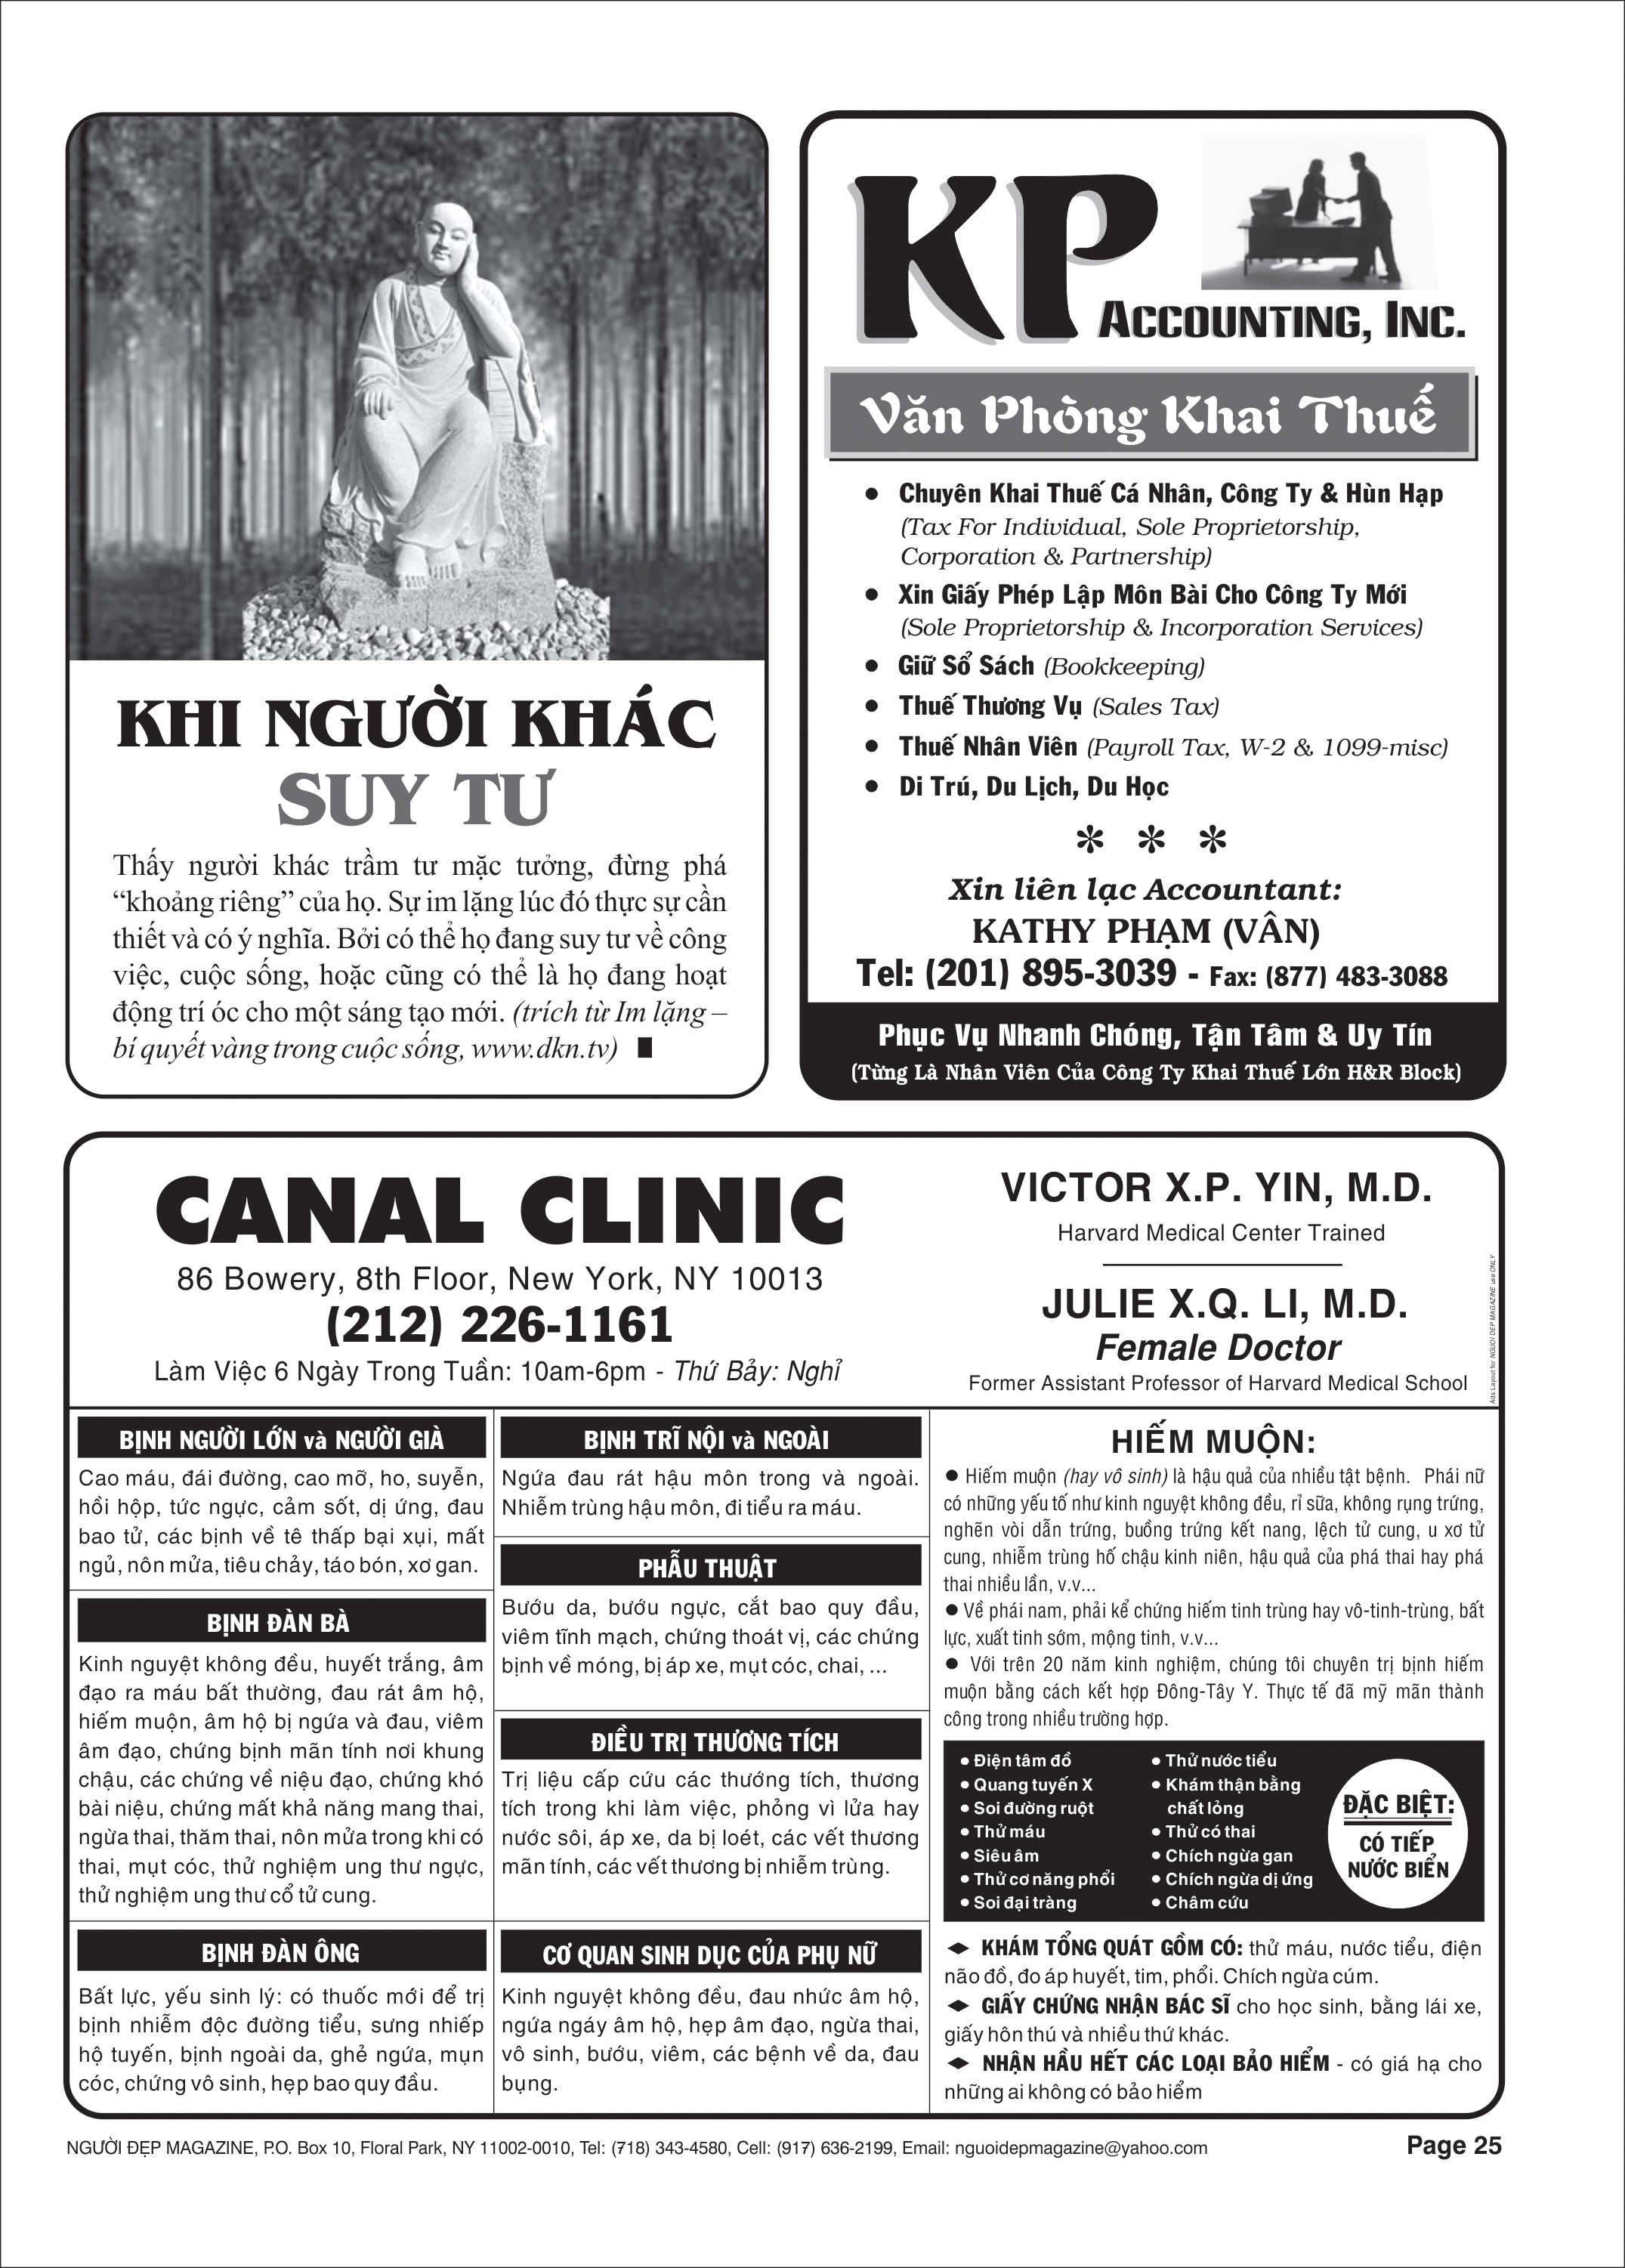 KHI NGƯỜI KHÁC
SUY TƯ
Thấy người khác trầm tư mặc tưởng, đừng phá
“khoảng riêng” của họ. Sự im lặng lúc đó thực sự cần
thiết và có ý nghĩa. Bởi có thể họ đang suy tư về công
việc, cuộc sống, hoặc cũng có thể là họ đang hoạt
động trí óc cho một sáng tạo mới. (trích từ Im lặng –
bí quyết vàng trong cuộc sống, www.dkn.tv)
KP
ACCOUNTING, INC.
Văn Phòng Khai Thuế
• Chuyên Khai Thuế Cá Nhân, Công Ty & Hùn Hạp
(Tax For Individual, Sole Proprietorship,
Corporation & Partnership)
• Xin Giấy Phép Lập Môn Bài Cho Công Ty Mới
(Sole Proprietorship & Incorporation Services)
• Giữ Sổ Sách (Bookkeeping)
• Thuế Thương Vụ (Sales Tax)
• Thuế Nhân Viên (Payroll Tax, W-2 & 1099-misc)
• Di Trú, Du Lịch, Du Học
* * *
Xin liên lạc Accountant:
KATHY PHẠM (VÂN)
Tel: (201) 895-3039 - Fax: (877) 483-3088
Phục Vụ Nhanh Chóng, Tận Tâm & Uy Tín
(Từng Là Nhân Viên Của Công Ty Khai Thuế Lớn H&R Block)
CANAL CLINIC
86 Bowery, 8th Floor, New York, NY 10013
(212) 226-1161
Làm Việc 6 Ngày Trong Tuần: 10am-6pm - Thứ Bảy: Nghỉ
VICTOR X.P. YIN, M.D.
Harvard Medical Center Trained
JULIE X.Q. LI, M.D.
Female Doctor
Former Assistant Professor of Harvard Medical School
Ads Layout for NGUOI DEP MAGAZINE use ONLY
BỊNH NGƯỜI LỚN và NGƯỜI GIÀ
Cao máu, đái đường, cao mỡ, ho, suyễn,
hồi hộp, tức ngực, cảm sốt, dị ứng, đau
bao tử, các bịnh về tê thấp bại xụi, mất
ngủ, nôn mửa, tiêu chảy, táo bón, xơ gan.
BỊNH ĐÀN BÀ
Kinh nguyệt không đều, huyết trắng, âm
đạo ra máu bất thường, đau rát âm hộ,
hiếm muộn, âm hộ bị ngứa và đau, viêm
âm đạo, chứng bịnh mãn tính nơi khung
chậu, các chứng về niệu đạo, chứng khó
bài niệu, chứng mất khả năng mang thai,
ngừa thai, thăm thai, nôn mửa trong khi có
thai, mụt cóc, thử nghiệm ung thư ngực,
thử nghiệm ung thư cổ tử cung.
BỊNH ĐÀN ÔNG
Bất lực, yếu sinh lý: có thuốc mới để trị
bịnh nhiễm độc đường tiểu, sưng nhiếp
hộ tuyến, bịnh ngoài da, ghẻ ngứa, mụn
cóc, chứng vô sinh, hẹp bao quy đầu.
BỊNH TRĨ NỘI và NGOÀI
Ngứa đau rát hậu môn trong và ngoài.
Nhiễm trùng hậu môn, đi tiểu ra máu.
PHẪU THUẬT
Bướu da, bướu ngực, cắt bao quy đầu,
viêm tĩnh mạch, chứng thoát vị, các chứng
bịnh về móng, bị áp xe, mụt cóc, chai, ...
ĐIỀU TRỊ THƯƠNG TÍCH
Trị liệu cấp cứu các thướng tích, thương
tích trong khi làm việc, phỏng vì lửa hay
nước sôi, áp xe, da bị loét, các vết thương
mãn tính, các vết thương bị nhiễm trùng.
CƠ QUAN SINH DỤC CỦA PHỤ NỮ
Kinh nguyệt không đều, đau nhức âm hộ,
ngứa ngáy âm hộ, hẹp âm đạo, ngừa thai,
vô sinh, bướu, viêm, các bệnh về da, đau
bụng.
HIẾM MUỘN:
● Hiếm muộn (hay vô sinh) là hậu quả của nhiều tật bệnh. Phái nữ
có những yếu tố như kinh nguyệt không đều, rỉ sữa, không rụng trứng,
nghẽn vòi dẫn trứng, buồng trứng kết nang, lệch tử cung, u xơ tử
cung, nhiễm trùng hố chậu kinh niên, hậu quả của phá thai hay phá
thai nhiều lần, v.v...
● Về phái nam, phải kể chứng hiếm tinh trùng hay vô-tinh-trùng, bất
lực, xuất tinh sớm, mộng tinh, v.v...
● Với trên 20 năm kinh nghiệm, chúng tôi chuyên trị bịnh hiếm
muộn bằng cách kết hợp Đông-Tây Y. Thực tế đã mỹ mãn thành
công trong nhiều trường hợp.
● Điện tâm đồ
● Quang tuyến X
● Soi đường ruột
● Thử máu
● Siêu âm
● Thử cơ năng phổi
● Soi đại tràng
● Thử nước tiểu
● Khám thận bằng
chất lỏng
● Thử có thai
● Chích ngừa gan
● Chích ngừa dị ứng
● Châm cứu
ĐẶC BIỆT:
CÓ TIẾP
NƯỚC BIỂN
◆ KHÁM TỔNG QUÁT GỒM CÓ: thử máu, nước tiểu, điện
não đồ, đo áp huyết, tim, phổi. Chích ngừa cúm.
◆ GIẤY CHỨNG NHẬN BÁC SĨ cho học sinh, bằng lái xe,
giấy hôn thú và nhiều thứ khác.
◆ NHẬN HẦU HẾT CÁC LOẠI BẢO HIỂM - có giá hạ cho
những ai không có bảo hiểm
NGƯỜI ĐẸP MAGAZINE, P.O. Box 10, Floral Park, NY 11002-0010, Tel: (718) 343-4580, Cell: (917) 636-2199, Email: nguoidepmagazine@yahoo.com
Page 25